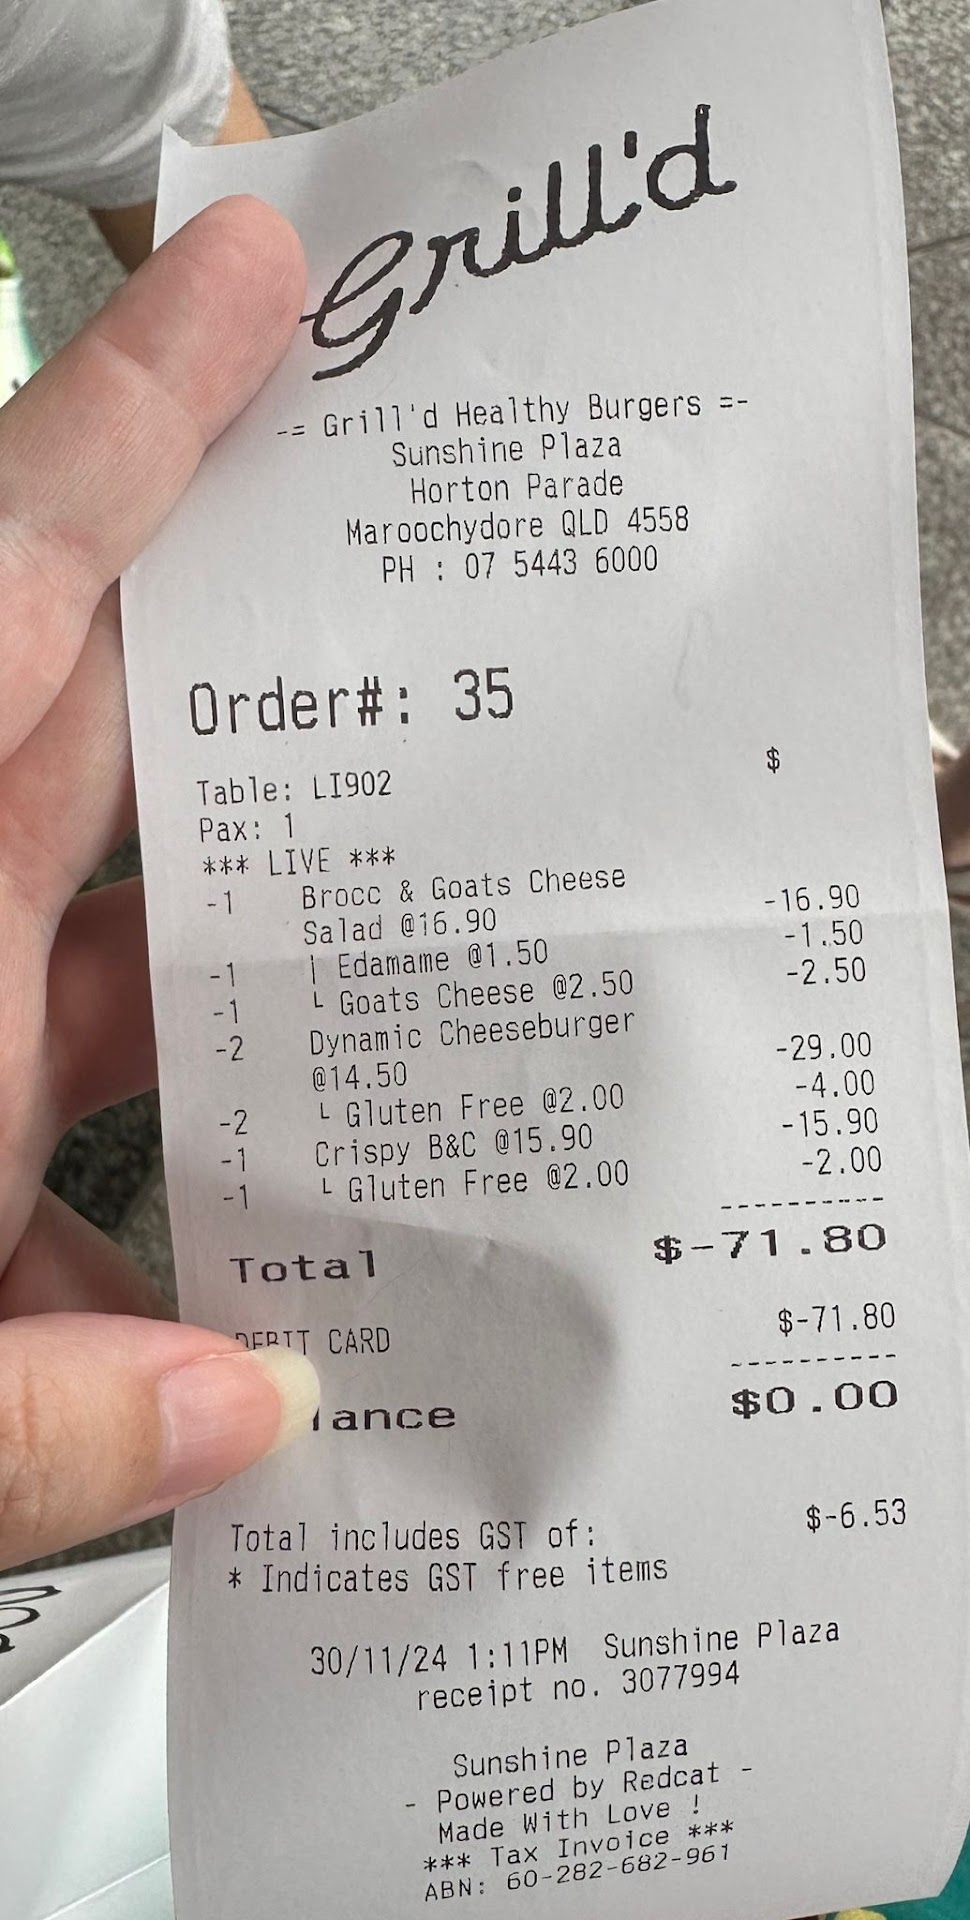 Grill'd
-= Grill'd Healthy Burgers =-
Sunshine Plaza
Horton Parade
Maroochydore QLD 4558
PH : 07 5443 6000
Order#: 35
$
Table: LI902
Pax: 1
*** LIVE ***
-1 Brocc & Goats Cheese
Salad @16.90 -16.90
-1 | Edamame @1.50 -1.50
-1 └ Goats Cheese @2.50 -2.50
-2 Dynamic Cheeseburger
@14.50 -29.00
-2 └ Gluten Free @2.00 -4.00
-1 Crispy B&C @15.90 -15.90
-1 └ Gluten Free @2.00 -2.00
----------
Total $-71.80
DEBIT CARD $-71.80
----------
lance $0.00
Total includes GST of: $-6.53
* Indicates GST free items
30/11/24 1:11PM Sunshine Plaza
receipt no. 3077994
Sunshine Plaza
- Powered by Redcat -
Made With Love !
*** Tax Invoice ***
ABN: 60-282-682-961